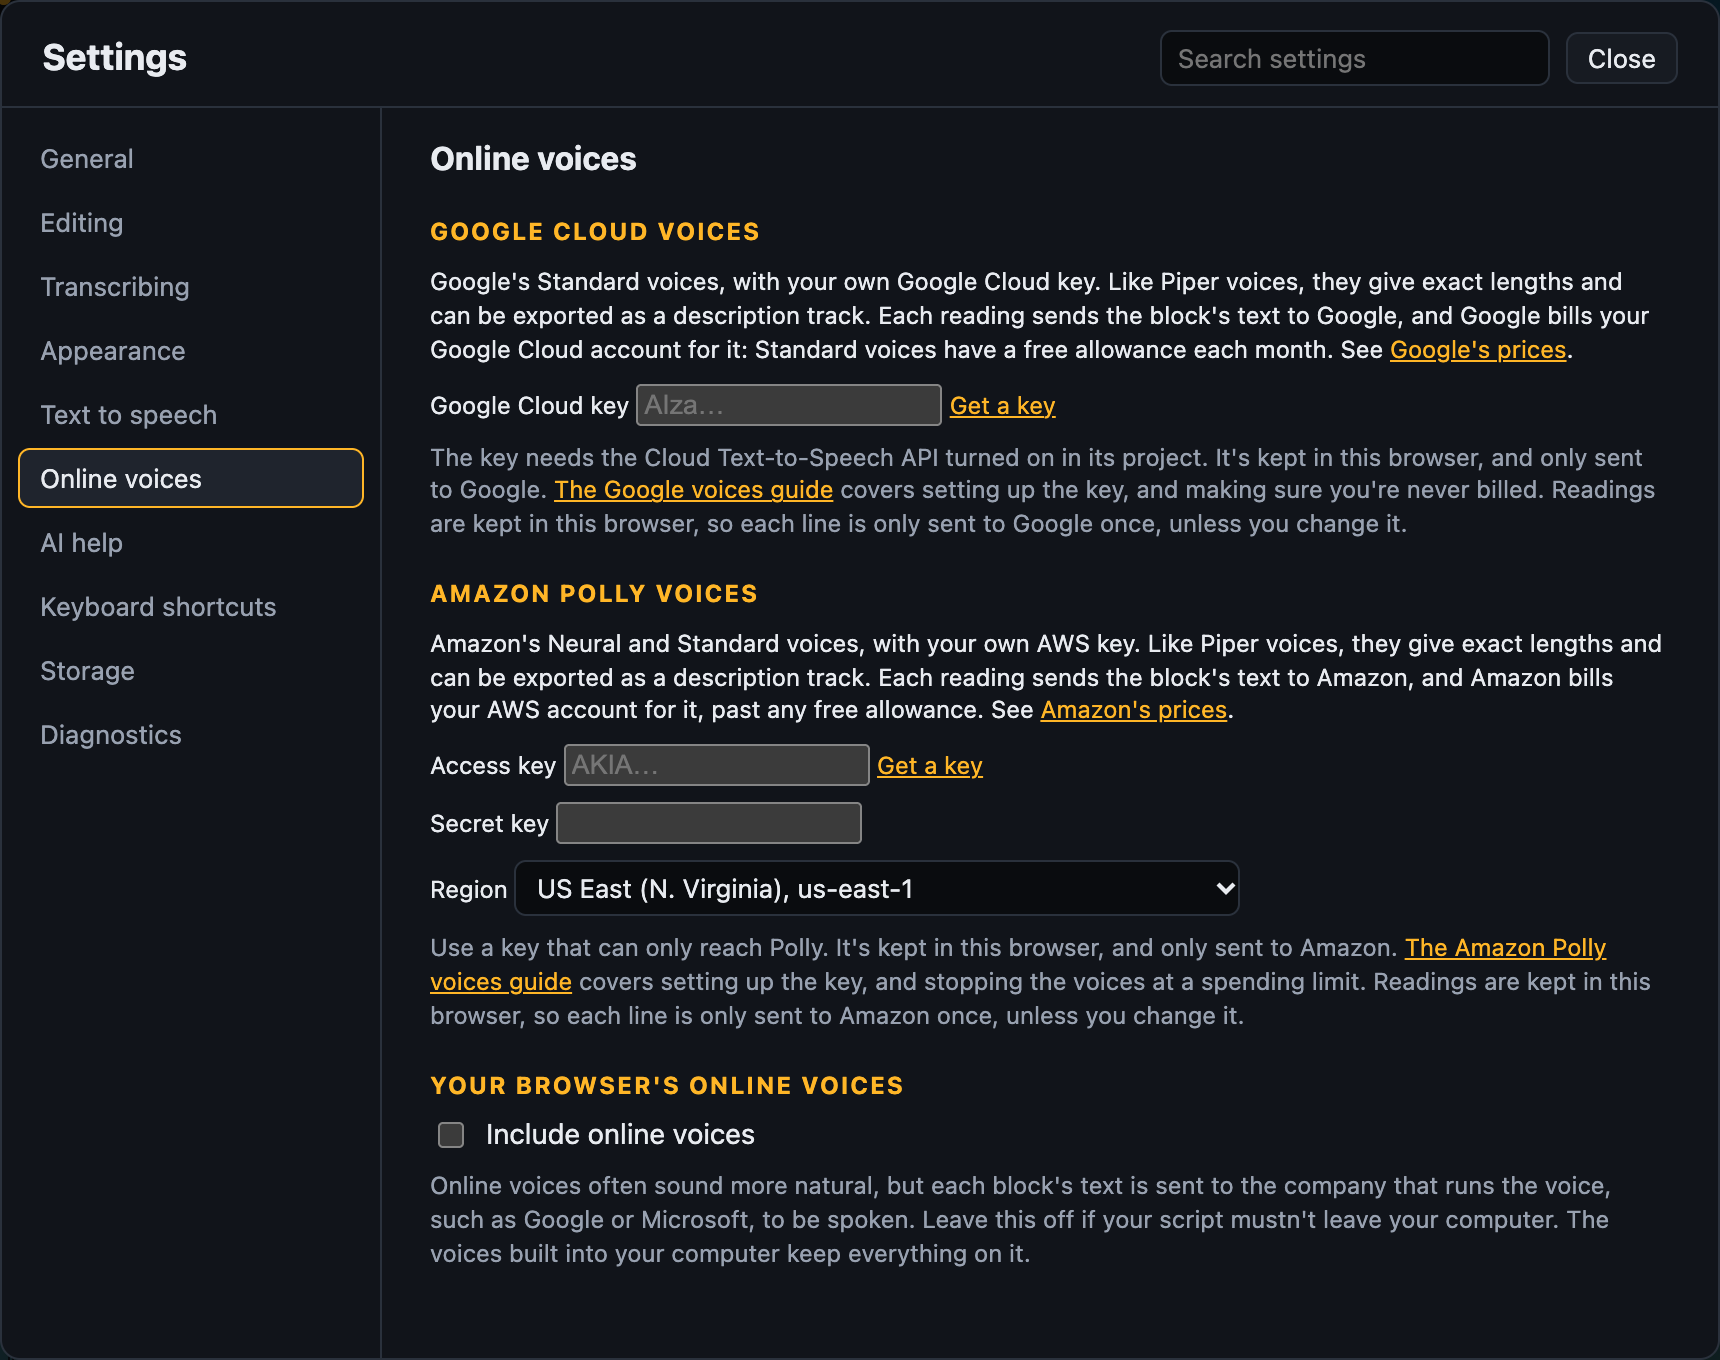 Settings
Search settings
Close
General
Editing
Transcribing
Appearance
Text to speech
Online voices
AI help
Keyboard shortcuts
Storage
Diagnostics
Online voices
GOOGLE CLOUD VOICES
Google's Standard voices, with your own Google Cloud key. Like Piper voices, they give exact lengths and
can be exported as a description track. Each reading sends the block's text to Google, and Google bills your
Google Cloud account for it: Standard voices have a free allowance each month. See Google's prices.
Google Cloud key AIza... Get a key
The key needs the Cloud Text-to-Speech API turned on in its project. It's kept in this browser, and only sent
to Google. The Google voices guide covers setting up the key, and making sure you're never billed. Readings
are kept in this browser, so each line is only sent to Google once, unless you change it.
AMAZON POLLY VOICES
Amazon's Neural and Standard voices, with your own AWS key. Like Piper voices, they give exact lengths and
can be exported as a description track. Each reading sends the block's text to Amazon, and Amazon bills
your AWS account for it, past any free allowance. See Amazon's prices.
Access key AKIA... Get a key
Secret key
Region US East (N. Virginia), us-east-1
Use a key that can only reach Polly. It's kept in this browser, and only sent to Amazon. The Amazon Polly
voices guide covers setting up the key, and stopping the voices at a spending limit. Readings are kept in this
browser, so each line is only sent to Amazon once, unless you change it.
YOUR BROWSER'S ONLINE VOICES
Include online voices
Online voices often sound more natural, but each block's text is sent to the company that runs the voice,
such as Google or Microsoft, to be spoken. Leave this off if your script mustn't leave your computer. The
voices built into your computer keep everything on it.